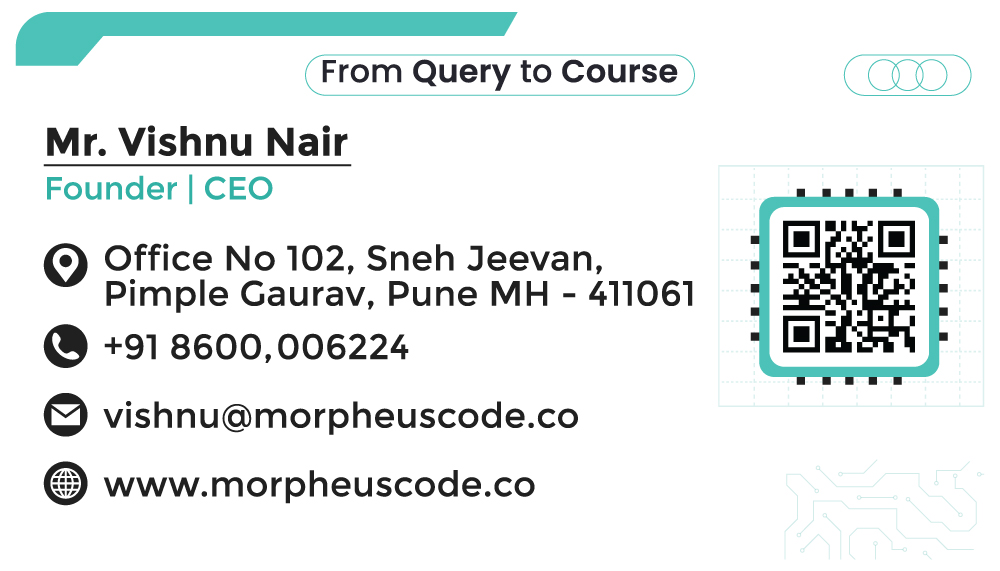 From Query to Course
Mr. Vishnu Nair
Founder | CEO
Office No 102, Sneh Jeevan,
Pimple Gaurav, Pune MH - 411061
+91 8600,006224
vishnu@morpheuscode.co
www.morpheuscode.co